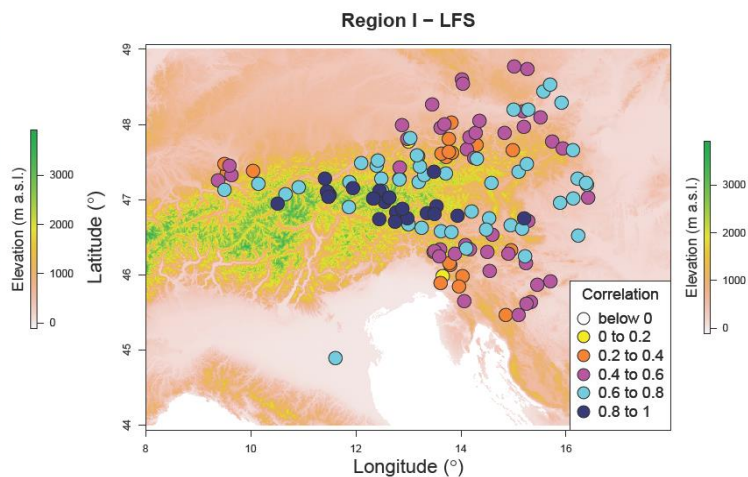 Region I – LFS
49
48
47
46
45
44
8
10
12
14
16
Latitude (°)
Longitude (°)
Elevation (m a.s.l.)
3000
2000
1000
0
Correlation
below 0
0 to 0.2
0.2 to 0.4
0.4 to 0.6
0.6 to 0.8
0.8 to 1
Elevation (m a.s.l.)
3000
2000
1000
0